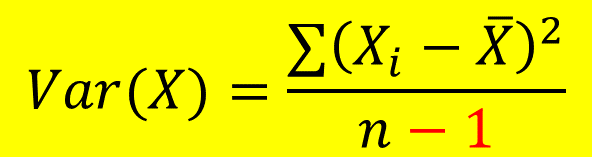 Var(X) = ∑(Xᵢ − X̄)² / n − 1